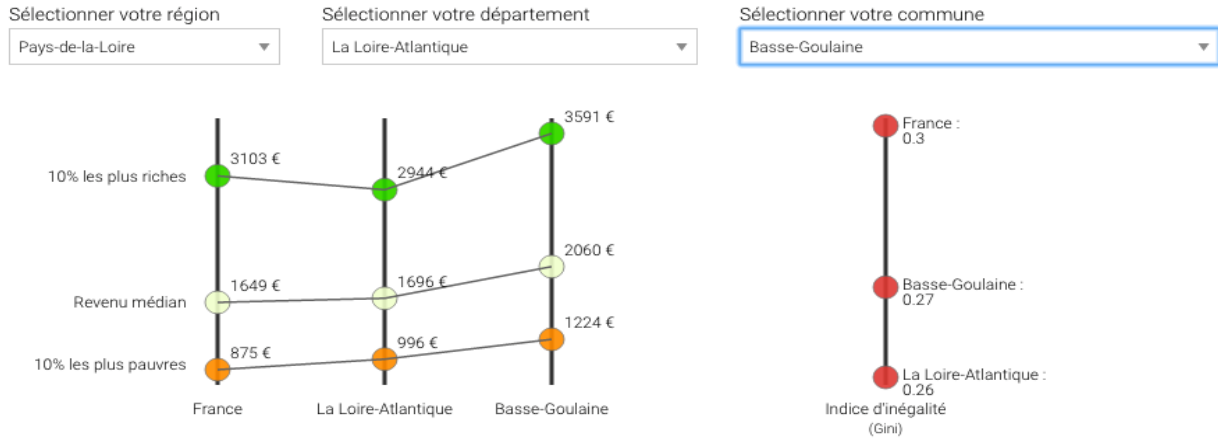 Sélectionner votre région
Pays-de-la-Loire
Sélectionner votre département
La Loire-Atlantique
Sélectionner votre commune
Basse-Goulaine
10% les plus riches
3103 €
2944 €
3591 €
Revenu médian
1649 €
1696 €
2060 €
10% les plus pauvres
875 €
996 €
1224 €
France
La Loire-Atlantique
Basse-Goulaine
France :
0.3
Basse-Goulaine :
0.27
La Loire-Atlantique :
0.26
Indice d'inégalité
(Gini)